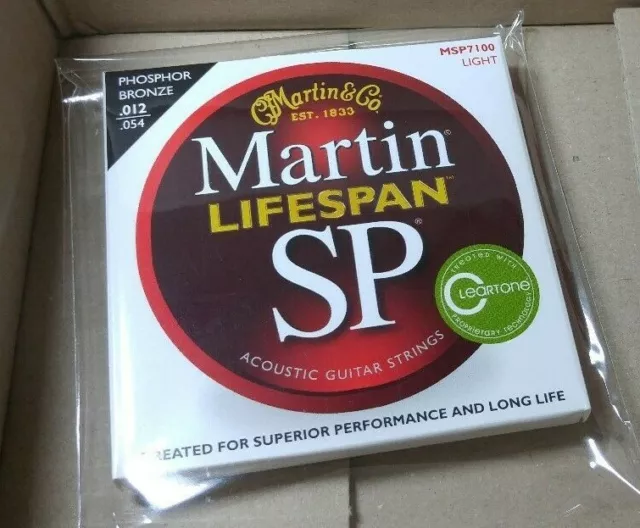 PHOSPHOR
BRONZE
.012
.054
MSP7100
LIGHT
Martin & Co.
EST. 1833
Martin®
LIFESPAN™
SP®
ACOUSTIC GUITAR STRINGS
TREATED WITH
CLEARTONE
PROPRIETARY TECHNOLOGY
REATED FOR SUPERIOR PERFORMANCE AND LONG LIFE